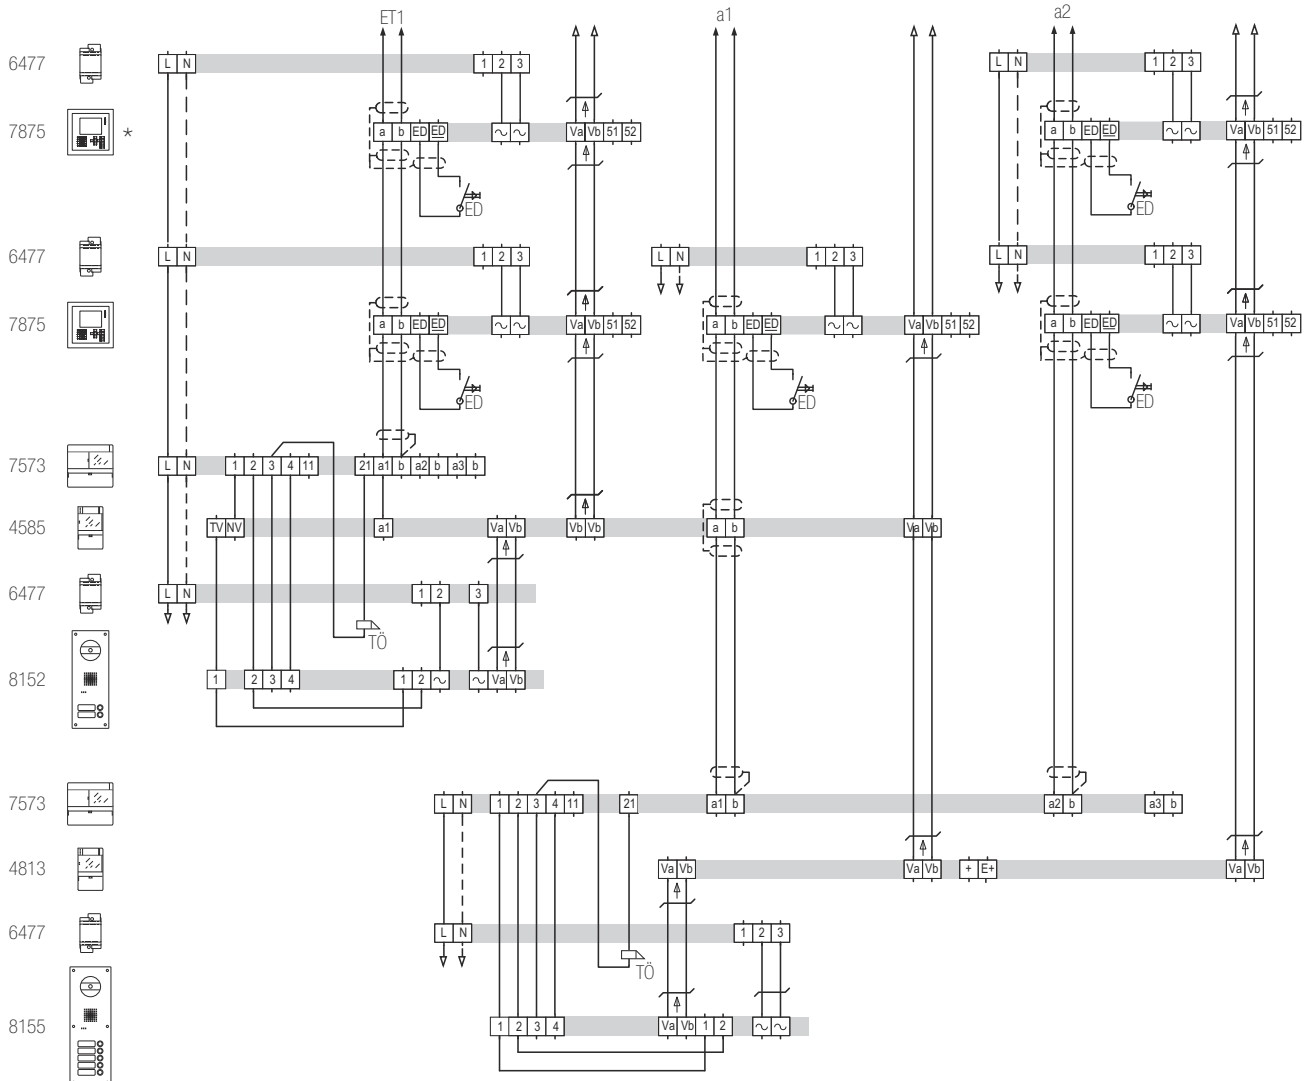 ET1 a1 a2
6477 L N 1 2 3 L N 1 2 3
7875 * a b ED ED ~ ~ Va Vb 51 52 a b ED ED ~ ~ Va Vb 51 52
ED ED
6477 L N 1 2 3 L N 1 2 3 L N 1 2 3
7875 a b ED ED ~ ~ Va Vb 51 52 a b ED ED ~ ~ Va Vb 51 52 a b ED ED ~ ~ Va Vb 51 52
ED ED ED
7573 L N 1 2 3 4 11 21 a1 b a2 b a3 b
4585 TV NV a1 Va Vb Vb Vb a b Va Vb
6477 L N 1 2 3
TÖ
8152 1 2 3 4 1 2 ~ ~ Va Vb
7573 L N 1 2 3 4 11 21 a1 b a2 b a3 b
4813 Va Vb Va Vb + E+ Va Vb
6477 L N 1 2 3
TÖ
8155 1 2 3 4 Va Vb 1 2 ~ ~